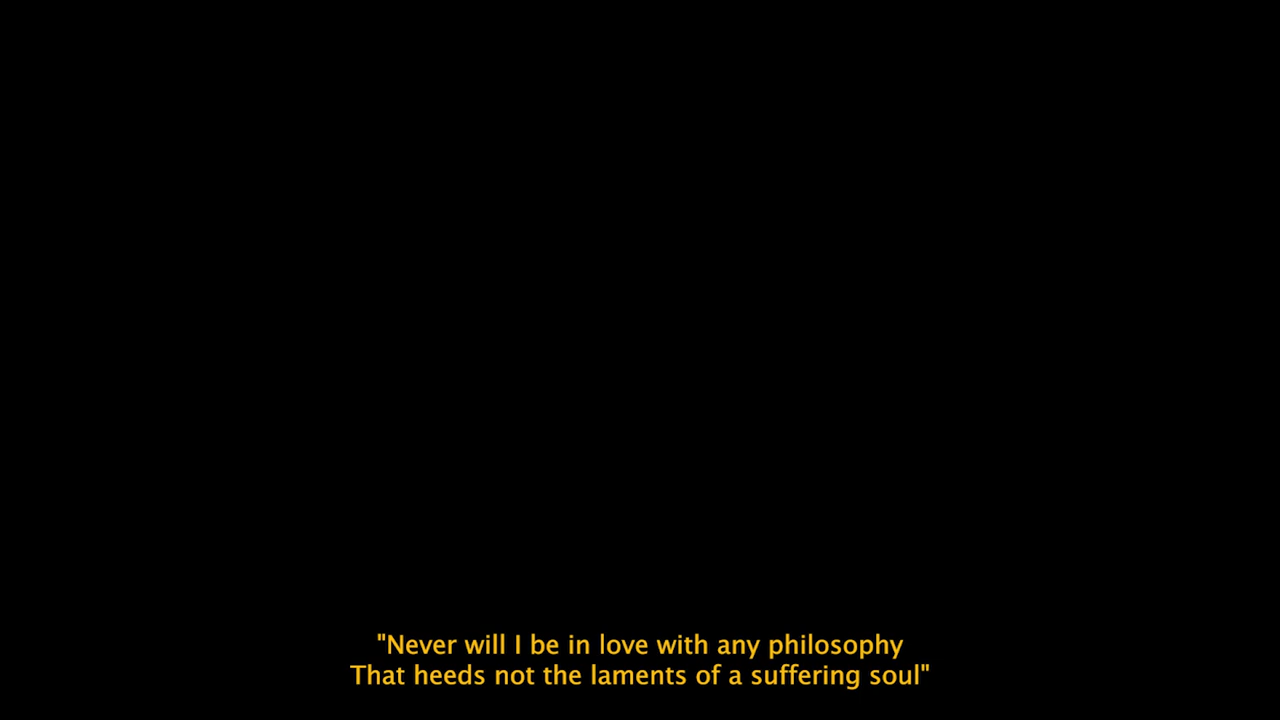 "Never will I be in love with any philosophy
That heeds not the laments of a suffering soul"